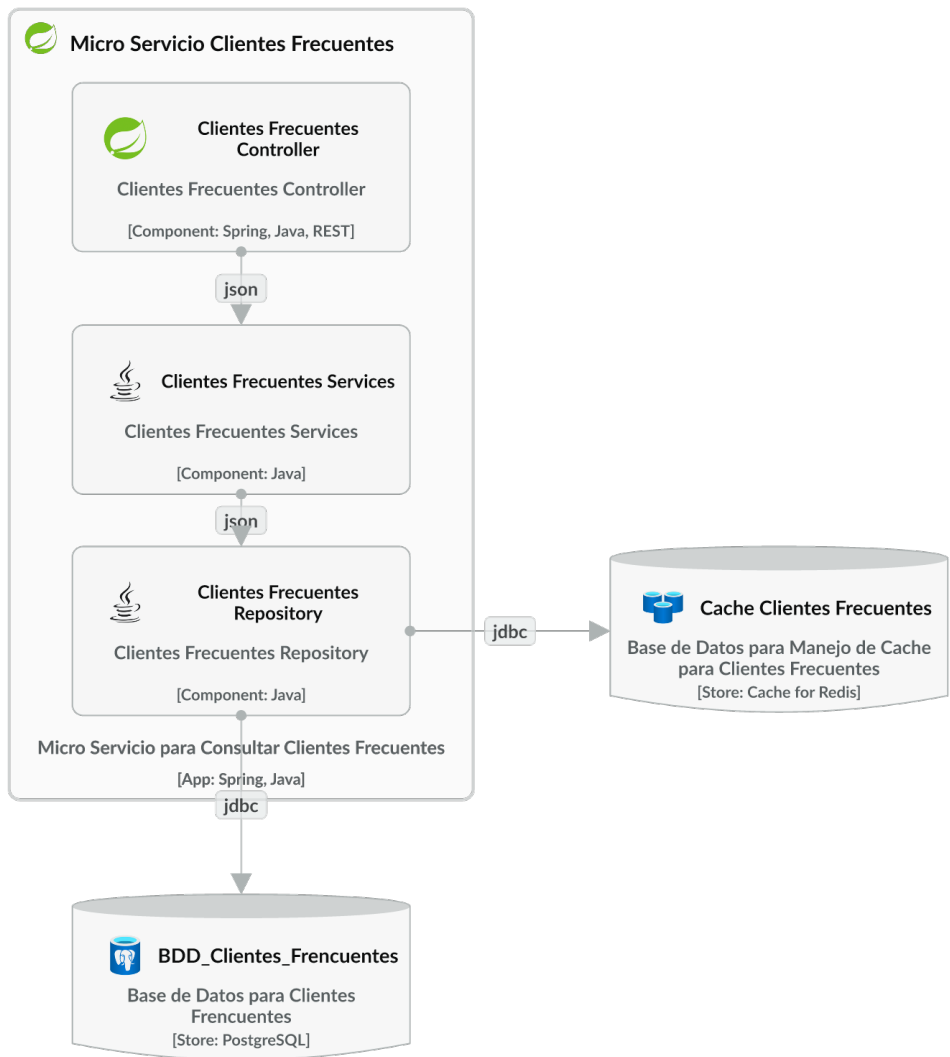 Micro Servicio Clientes Frecuentes
Clientes Frecuentes
Controller
Clientes Frecuentes Controller
[Component: Spring, Java, REST]
json
Clientes Frecuentes Services
Clientes Frecuentes Services
[Component: Java]
json
Clientes Frecuentes
Repository
Clientes Frecuentes Repository
[Component: Java]
jdbc
Cache Clientes Frecuentes
Base de Datos para Manejo de Cache
para Clientes Frecuentes
[Store: Cache for Redis]
Micro Servicio para Consultar Clientes Frecuentes
[App: Spring, Java]
jdbc
BDD_Clientes_Frencuentes
Base de Datos para Clientes
Frencuentes
[Store: PostgreSQL]